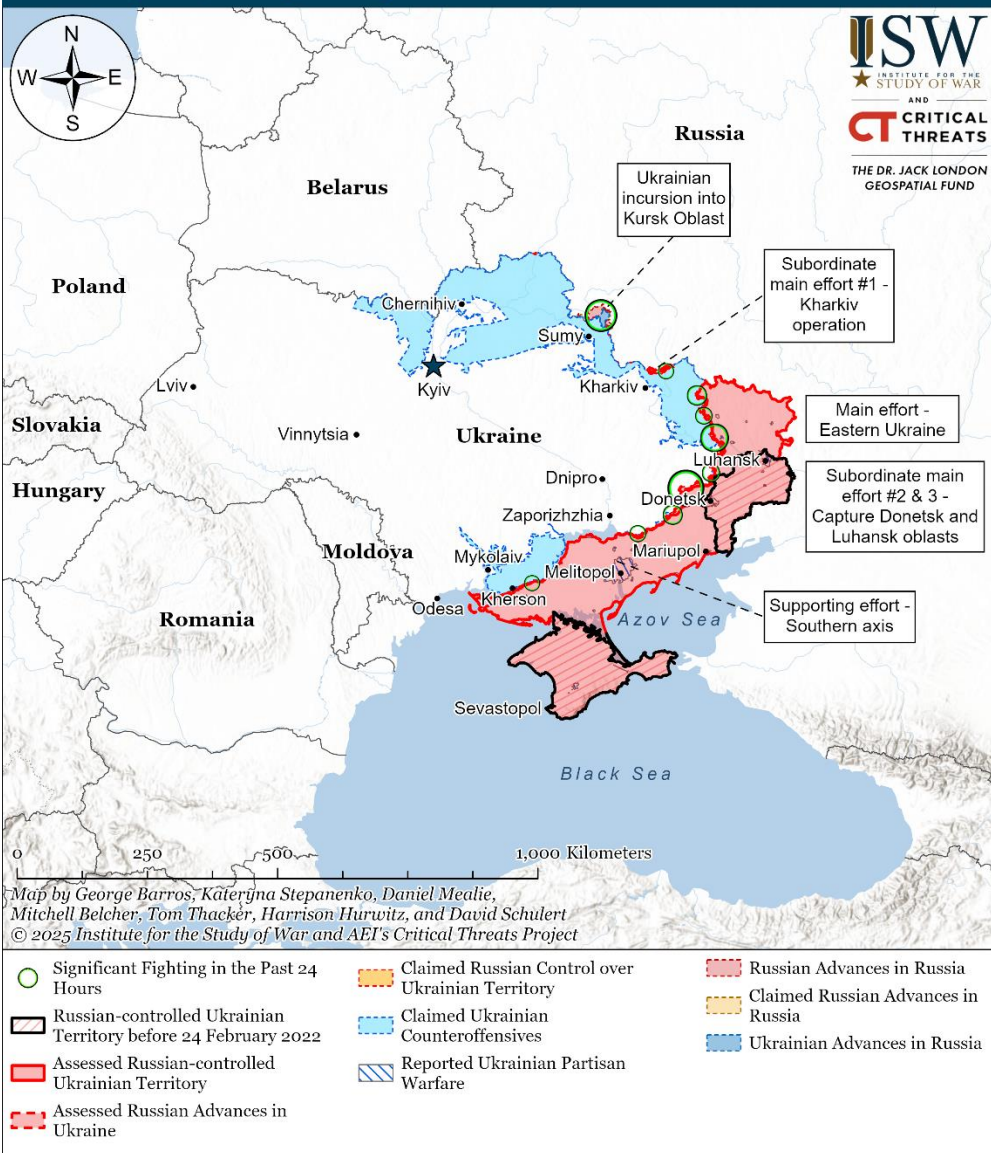 N
W E
S
ISW
INSTITUTE FOR THE
STUDY OF WAR
AND
CT CRITICAL
THREATS
THE DR. JACK LONDON
GEOSPATIAL FUND
Russia
Belarus
Ukrainian
incursion into
Kursk Oblast
Poland
Subordinate
main effort #1 -
Kharkiv
operation
Chernihiv
Sumy
Kyiv
Kharkiv
Lviv
Slovakia
Vinnytsia
Ukraine
Main effort -
Eastern Ukraine
Luhansk
Hungary
Dnipro
Donetsk
Subordinate main
effort #2 & 3 -
Capture Donetsk and
Luhansk oblasts
Zaporizhzhia
Moldova
Mykolaiv
Mariupol
Melitopol
Kherson
Odesa
Romania
Azov Sea
Supporting effort -
Southern axis
Sevastopol
Black Sea
0 250 500 1,000 Kilometers
Map by George Barros, Kateryna Stepanenko, Daniel Mealie,
Mitchell Belcher, Tom Thacker, Harrison Hurwitz, and David Schulert
© 2025 Institute for the Study of War and AEI's Critical Threats Project
Significant Fighting in the Past 24
Hours
Russian-controlled Ukrainian
Territory before 24 February 2022
Assessed Russian-controlled
Ukrainian Territory
Assessed Russian Advances in
Ukraine
Claimed Russian Control over
Ukrainian Territory
Claimed Ukrainian
Counteroffensives
Reported Ukrainian Partisan
Warfare
Russian Advances in Russia
Claimed Russian Advances in
Russia
Ukrainian Advances in Russia